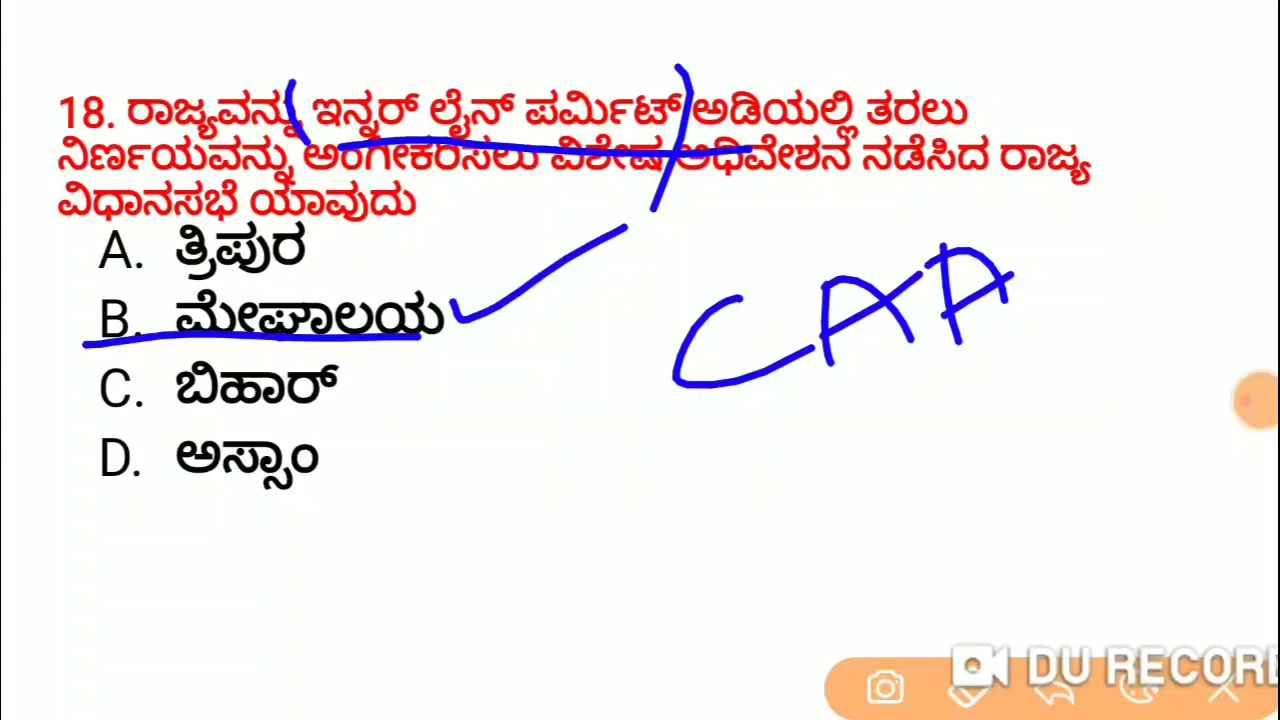 18. ರಾಜ್ಯವನ್ನು ಇನ್ನರ್ ಲೈನ್ ಪರ್ಮಿಟ್ ಅಡಿಯಲ್ಲಿ ತರಲು
ನಿರ್ಣಯವನ್ನು ಅಂಗೀಕರಿಸಲು ವಿಶೇಷ ಅಧಿವೇಶನ ನಡೆಸಿದ ರಾಜ್ಯ
ವಿಧಾನಸಭೆ ಯಾವುದು
A. ತ್ರಿಪುರ
B. ಮೇಘಾಲಯ
C. ಬಿಹಾರ್
D. ಅಸ್ಸಾಂ
CAA
DU RECORD